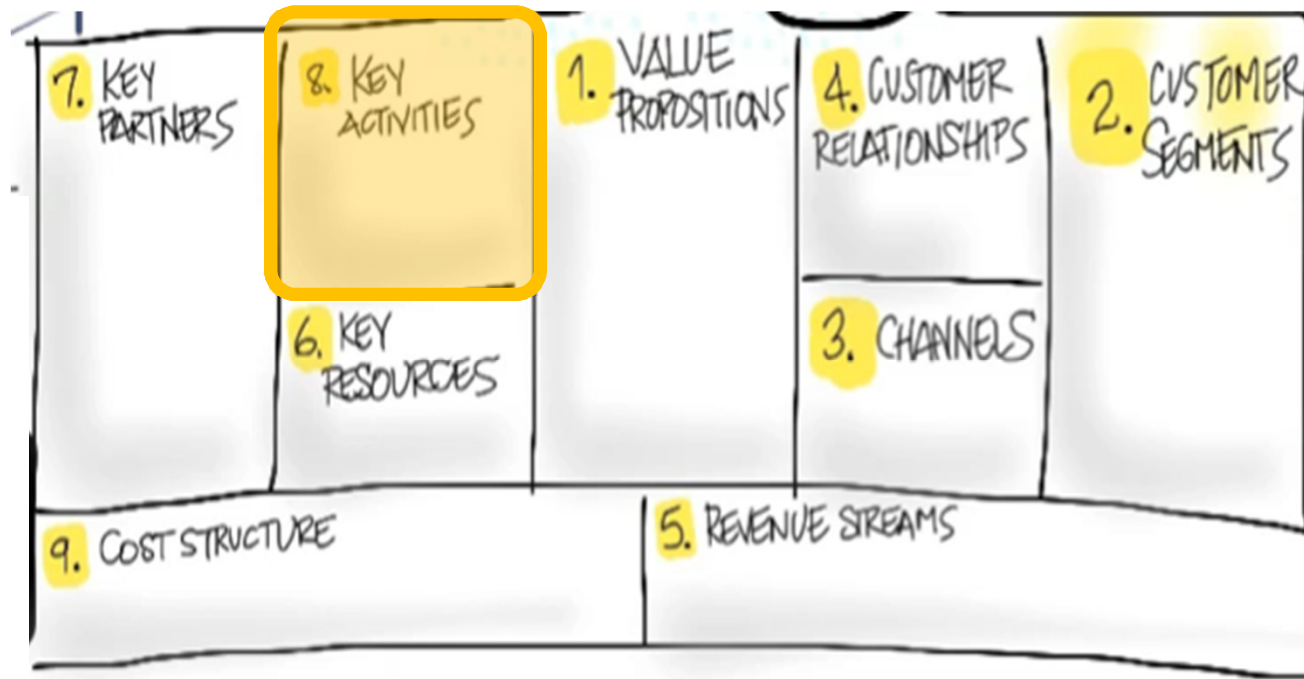 7. KEY
PARTNERS
8. KEY
ACTIVITIES
6. KEY
RESOURCES
1. VALUE
PROPOSITIONS
4. CUSTOMER
RELATIONSHIPS
3. CHANNELS
2. CUSTOMER
SEGMENTS
9. COST STRUCTURE
5. REVENUE STREAMS